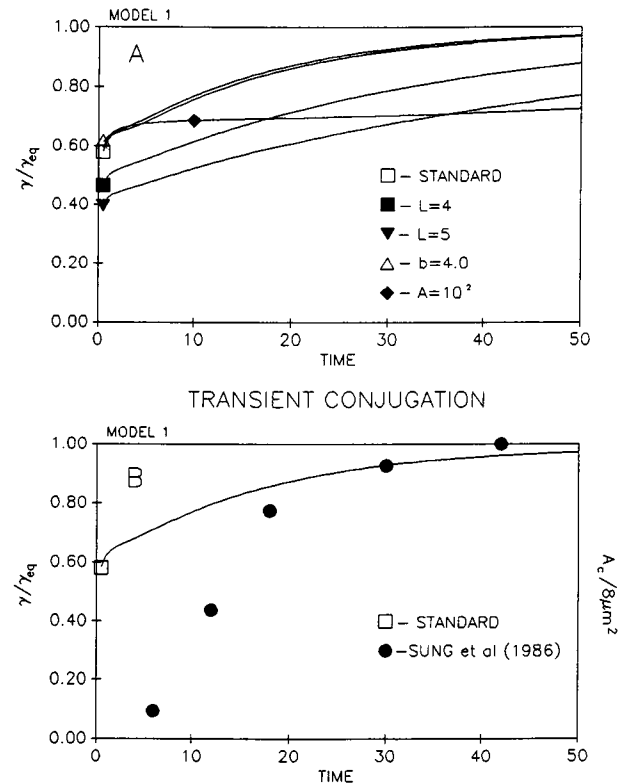 MODEL 1
A
1.00
0.80
0.60
0.40
0.20
0.00
γ/γeq
□ – STANDARD
■ – L=4
▼ – L=5
△ – b=4.0
◆ – A=10²
0 10 20 30 40 50
TIME
TRANSIENT CONJUGATION
MODEL 1
B
1.00
0.80
0.60
0.40
0.20
0.00
γ/γeq
A_c/8μm²
□ – STANDARD
● –SUNG et al (1986)
0 10 20 30 40 50
TIME